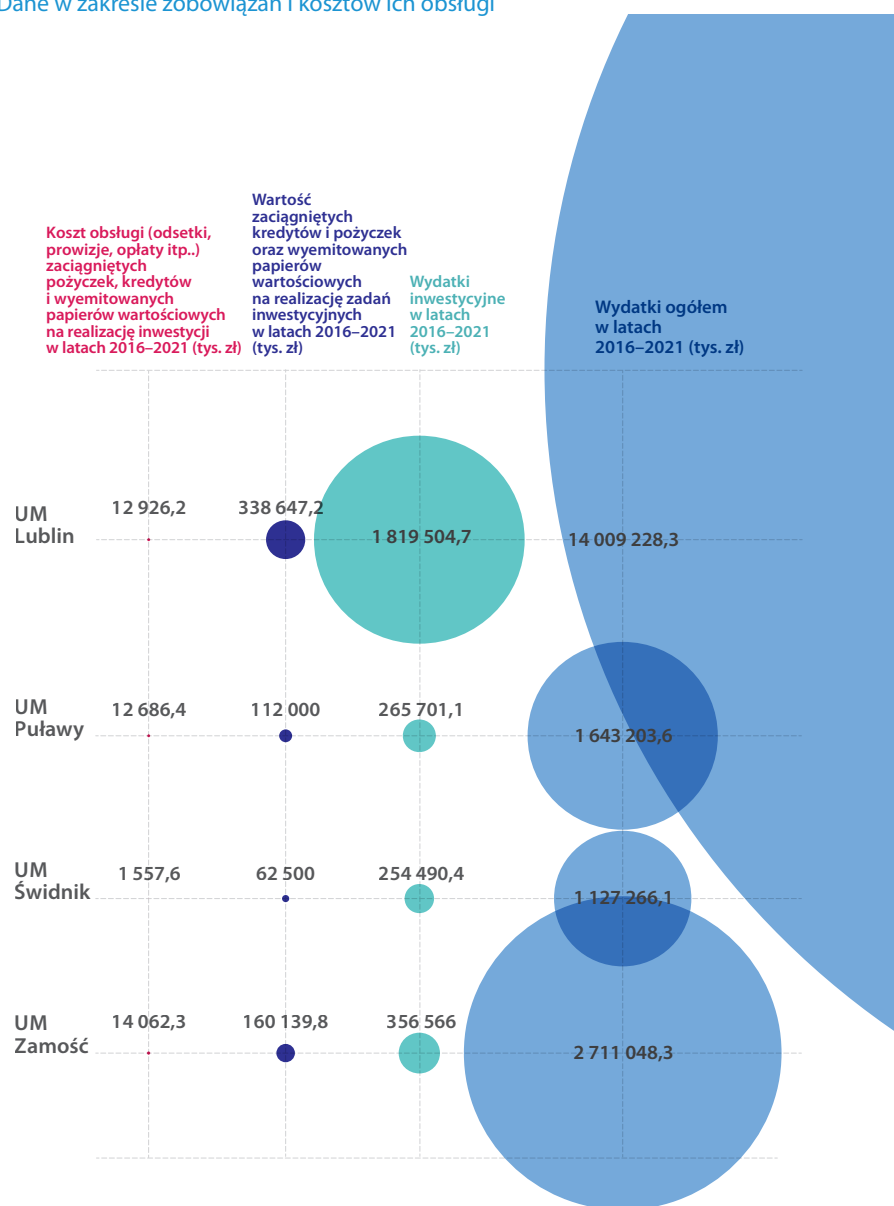 Dane w zakresie zobowiązań i kosztów ich obsługi
Koszt obsługi (odsetki,
prowizje, opłaty itp..)
zaciągniętych
pożyczek, kredytów
i wyemitowanych
papierów wartościowych
na realizację inwestycji
w latach 2016–2021 (tys. zł)
Wartość
zaciągniętych
kredytów i pożyczek
oraz wyemitowanych
papierów
wartościowych
na realizację zadań
inwestycyjnych
w latach 2016–2021
(tys. zł)
Wydatki
inwestycyjne
w latach
2016–2021
(tys. zł)
Wydatki ogółem
w latach
2016–2021 (tys. zł)
UM
Lublin
12 926,2
338 647,2
1 819 504,7
14 009 228,3
UM
Puławy
12 686,4
112 000
265 701,1
1 643 203,6
UM
Świdnik
1 557,6
62 500
254 490,4
1 127 266,1
UM
Zamość
14 062,3
160 139,8
356 566
2 711 048,3